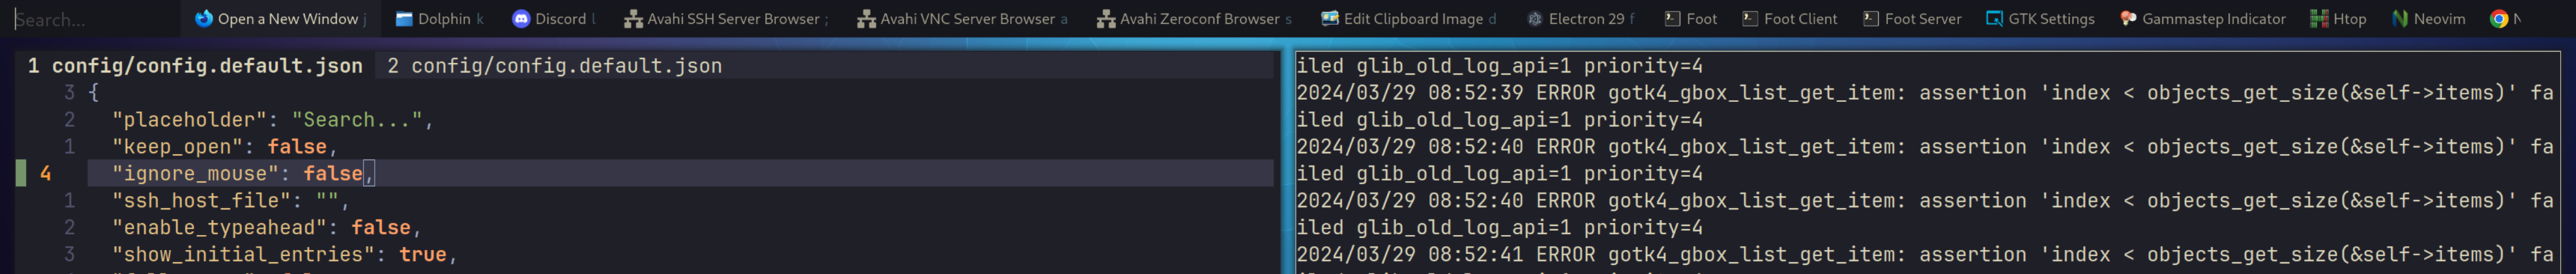 Search... Open a New Window j Dolphin k Discord l Avahi SSH Server Browser ; Avahi VNC Server Browser a Avahi Zeroconf Browser s Edit Clipboard Image d Electron 29 f Foot Foot Client Foot Server GTK Settings Gammastep Indicator Htop Neovim
1 config/config.default.json 2 config/config.default.json
3 {
2 "placeholder": "Search...",
1 "keep_open": false,
4 "ignore_mouse": false,
1 "ssh_host_file": "",
2 "enable_typeahead": false,
3 "show_initial_entries": true,
iled glib_old_log_api=1 priority=4
2024/03/29 08:52:39 ERROR gotk4_gbox_list_get_item: assertion 'index < objects_get_size(&self->items)' fa
iled glib_old_log_api=1 priority=4
2024/03/29 08:52:40 ERROR gotk4_gbox_list_get_item: assertion 'index < objects_get_size(&self->items)' fa
iled glib_old_log_api=1 priority=4
2024/03/29 08:52:40 ERROR gotk4_gbox_list_get_item: assertion 'index < objects_get_size(&self->items)' fa
iled glib_old_log_api=1 priority=4
2024/03/29 08:52:41 ERROR gotk4_gbox_list_get_item: assertion 'index < objects_get_size(&self->items)' fa